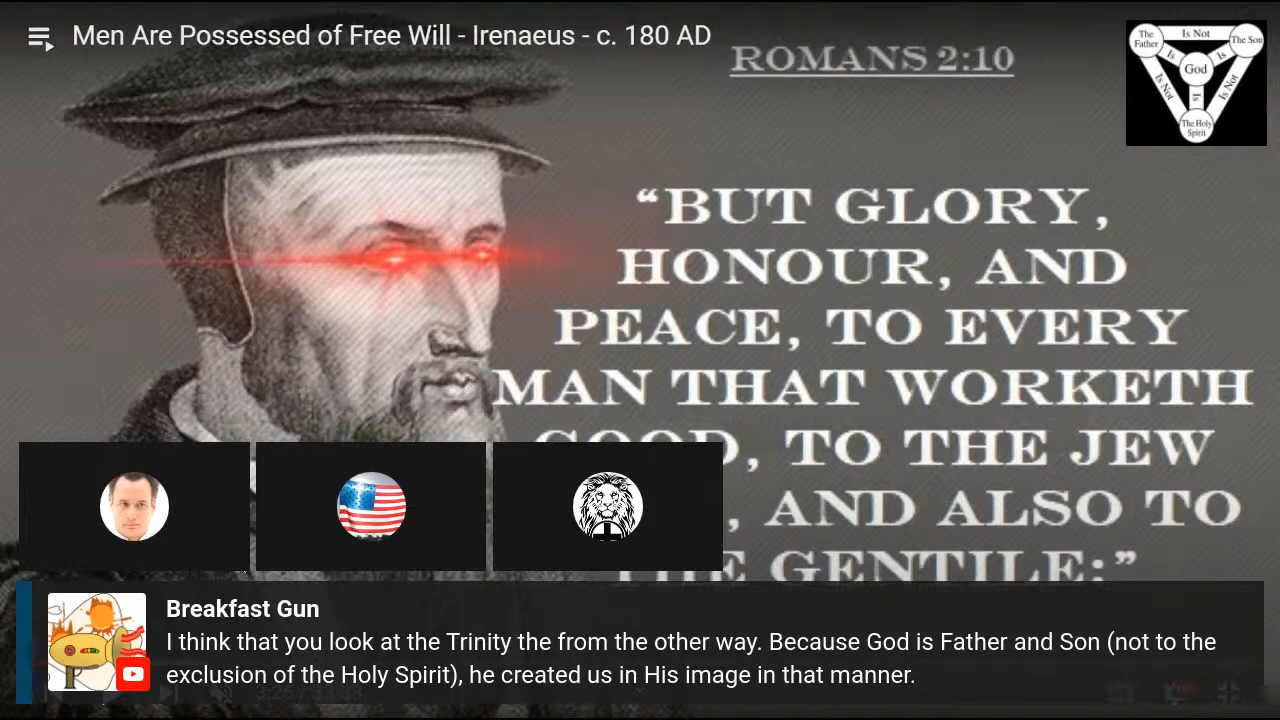 Men Are Possessed of Free Will - Irenaeus - c. 180 AD
ROMANS 2:10
The Father
Is Not
The Son
Is
Is
God
Is Not
Is
Is Not
The Holy Spirit
“BUT GLORY,
HONOUR, AND
PEACE, TO EVERY
MAN THAT WORKETH
GOOD, TO THE JEW
, AND ALSO TO
THE GENTILE:”
Breakfast Gun
I think that you look at the Trinity the from the other way. Because God is Father and Son (not to the
exclusion of the Holy Spirit), he created us in His image in that manner.